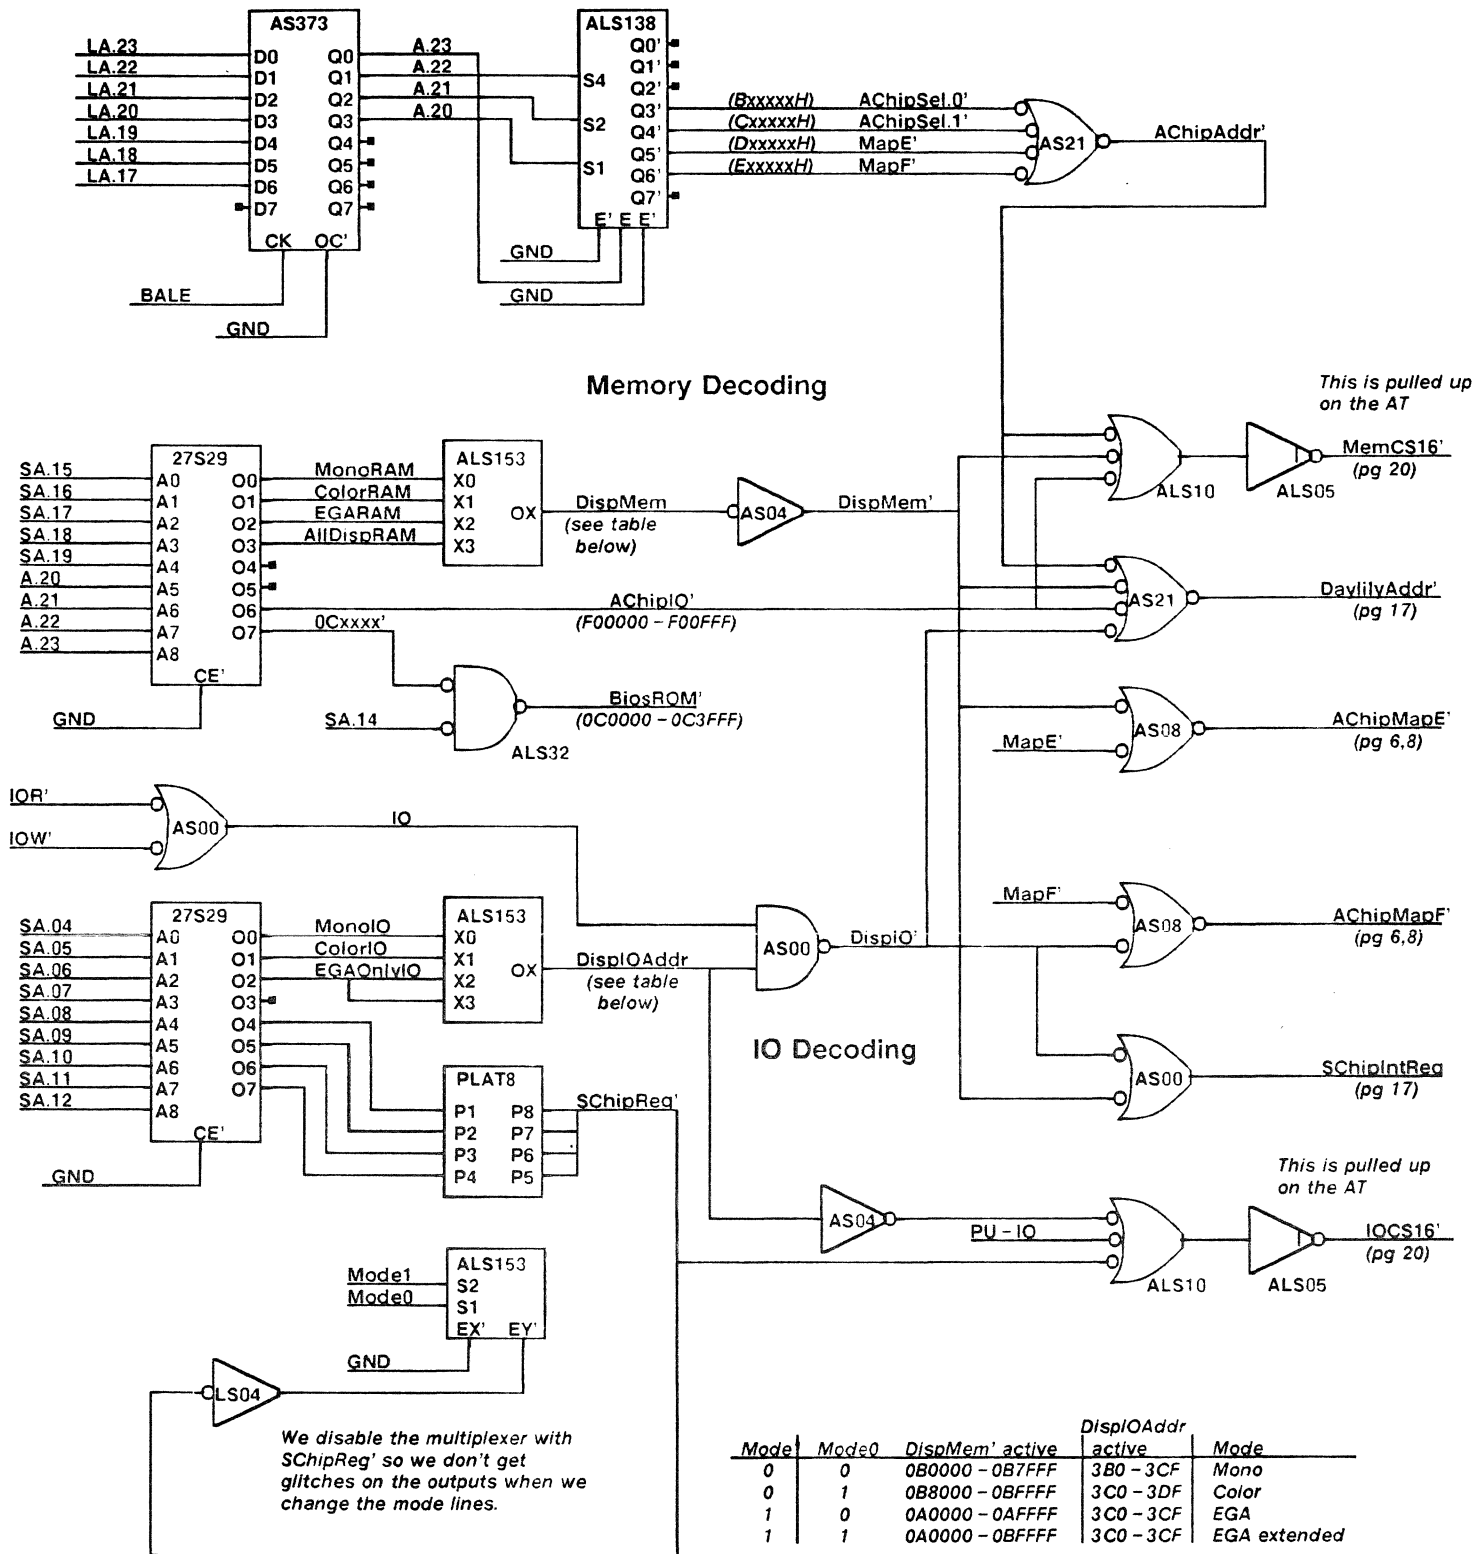 AS373
LA.23
LA.22
LA.21
LA.20
LA.19
LA.18
LA.17
D0
D1
D2
D3
D4
D5
D6
D7
Q0
Q1
Q2
Q3
Q4
Q5
Q6
Q7
CK OC'
BALE
GND
A.23
A.22
A.21
A.20
ALS138
S4
S2
S1
Q0'
Q1'
Q2'
Q3'
Q4'
Q5'
Q6'
Q7'
E' E E'
GND
GND
(BxxxxxH) AChipSel.0'
(CxxxxxH) AChipSel.1'
(DxxxxxH) MapE'
(ExxxxxH) MapF'
AS21
AChipAddr'
Memory Decoding
This is pulled up
on the AT
27S29
SA.15
SA.16
SA.17
SA.18
SA.19
A.20
A.21
A.22
A.23
A0
A1
A2
A3
A4
A5
A6
A7
A8
O0
O1
O2
O3
O4
O5
O6
O7
CE'
GND
MonoRAM
ColorRAM
EGARAM
AllDispRAM
ALS153
X0
X1
X2
X3
OX
DispMem
(see table
below)
AS04
DispMem'
ALS10
ALS05
MemCS16'
(pg 20)
AChipIO'
(F00000 - F00FFF)
0Cxxxx'
SA.14
ALS32
BiosROM'
(0C0000 - 0C3FFF)
AS21
DaylilyAddr'
(pg 17)
MapE'
AS08
AChipMapE'
(pg 6,8)
IOR'
IOW'
AS00
IO
27S29
SA.04
SA.05
SA.06
SA.07
SA.08
SA.09
SA.10
SA.11
SA.12
A0
A1
A2
A3
A4
A5
A6
A7
A8
O0
O1
O2
O3
O4
O5
O6
O7
CE'
GND
MonoIO
ColorIO
EGAOnlyIO
ALS153
X0
X1
X2
X3
OX
DispIOAddr
(see table
below)
AS00
DispIO'
MapF'
AS08
AChipMapF'
(pg 6,8)
IO Decoding
PLAT8
P1
P2
P3
P4
P8
P7
P6
P5
SChipReq'
AS00
SChipIntReq
(pg 17)
This is pulled up
on the AT
AS04
PU-IO
ALS10
ALS05
IOCS16'
(pg 20)
ALS153
Mode1
Mode0
S2
S1
EX' EY'
GND
LS04
We disable the multiplexer with
SChipReg' so we don't get
glitches on the outputs when we
change the mode lines.
DispIOAddr
Mode Mode0 DispMem' active active Mode
0 0 0B0000 - 0B7FFF 3B0 - 3CF Mono
0 1 0B8000 - 0BFFFF 3C0 - 3DF Color
1 0 0A0000 - 0AFFFF 3C0 - 3CF EGA
1 1 0A0000 - 0BFFFF 3C0 - 3CF EGA extended